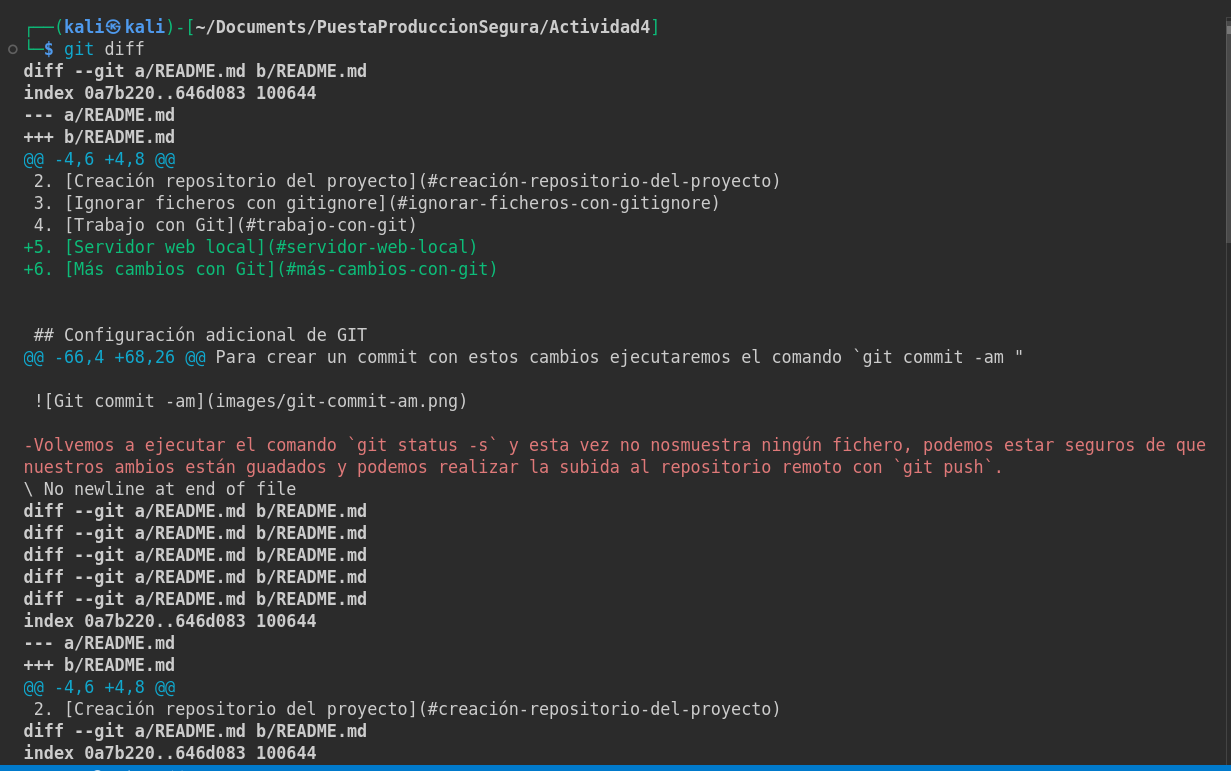 ┌──(kali㉿kali)-[~/Documents/PuestaProduccionSegura/Actividad4]
└─$ git diff
diff --git a/README.md b/README.md
index 0a7b220..646d083 100644
--- a/README.md
+++ b/README.md
@@ -4,6 +4,8 @@
 2. [Creación repositorio del proyecto](#creación-repositorio-del-proyecto)
 3. [Ignorar ficheros con gitignore](#ignorar-ficheros-con-gitignore)
 4. [Trabajo con Git](#trabajo-con-git)
+5. [Servidor web local](#servidor-web-local)
+6. [Más cambios con Git](#más-cambios-con-git)
 ## Configuración adicional de GIT
@@ -66,4 +68,26 @@ Para crear un commit con estos cambios ejecutaremos el comando `git commit -am "
 ![Git commit -am](images/git-commit-am.png)
-Volvemos a ejecutar el comando `git status -s` y esta vez no nosmuestra ningún fichero, podemos estar seguros de que
nuestros ambios están guadados y podemos realizar la subida al repositorio remoto con `git push`.
\ No newline at end of file
diff --git a/README.md b/README.md
diff --git a/README.md b/README.md
diff --git a/README.md b/README.md
diff --git a/README.md b/README.md
diff --git a/README.md b/README.md
index 0a7b220..646d083 100644
--- a/README.md
+++ b/README.md
@@ -4,6 +4,8 @@
 2. [Creación repositorio del proyecto](#creación-repositorio-del-proyecto)
diff --git a/README.md b/README.md
index 0a7b220..646d083 100644